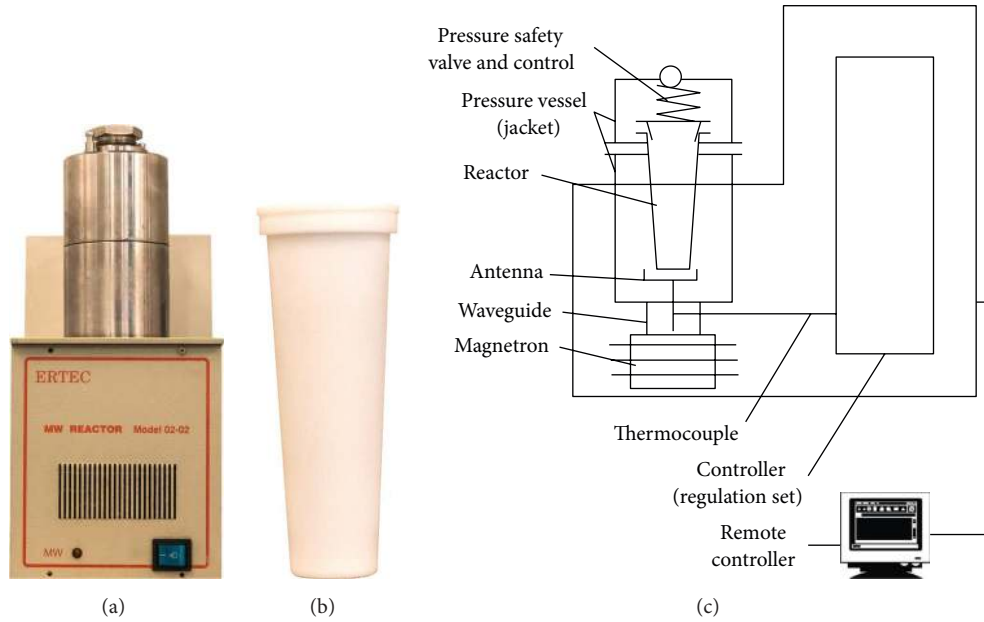 ERTEC
MW REACTOR Model 02-02
MW
(a)
(b)
Pressure safety
valve and control
Pressure vessel
(jacket)
Reactor
Antenna
Waveguide
Magnetron
Thermocouple
Controller
(regulation set)
Remote
controller
(c)